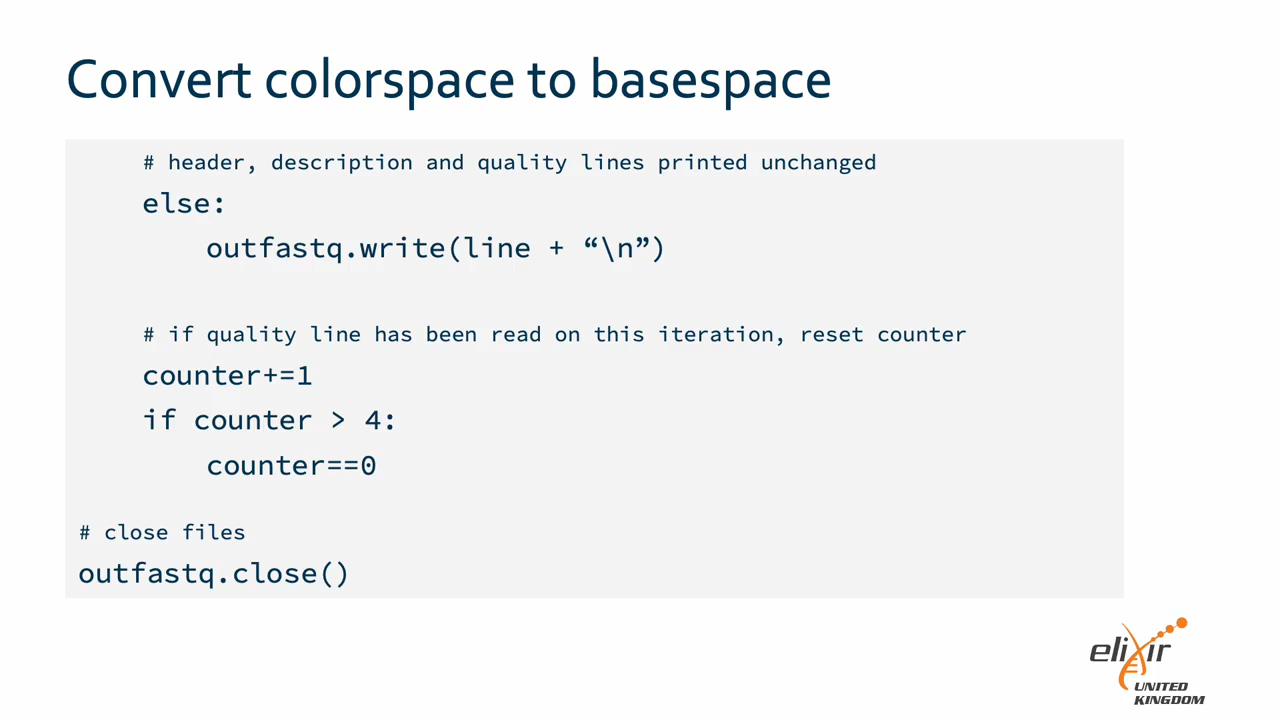 Convert colorspace to basespace
# header, description and quality lines printed unchanged
else:
outfastq.write(line + “\n”)
# if quality line has been read on this iteration, reset counter
counter+=1
if counter > 4:
counter==0
# close files
outfastq.close()
elixir
UNITED
KINGDOM